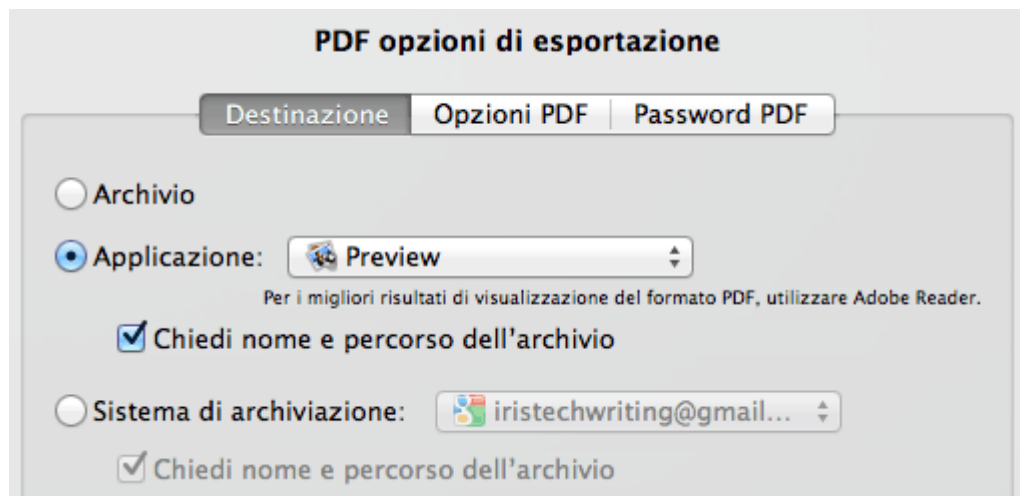 PDF opzioni di esportazione
Destinazione Opzioni PDF Password PDF
Archivio
Applicazione: Preview
Per i migliori risultati di visualizzazione del formato PDF, utilizzare Adobe Reader.
Chiedi nome e percorso dell'archivio
Sistema di archiviazione: iristechwriting@gmail...
Chiedi nome e percorso dell'archivio